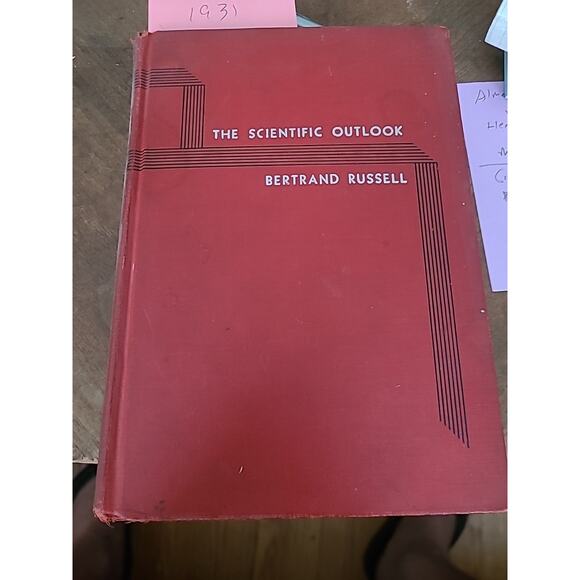 1931
THE SCIENTIFIC OUTLOOK
BERTRAND RUSSELL